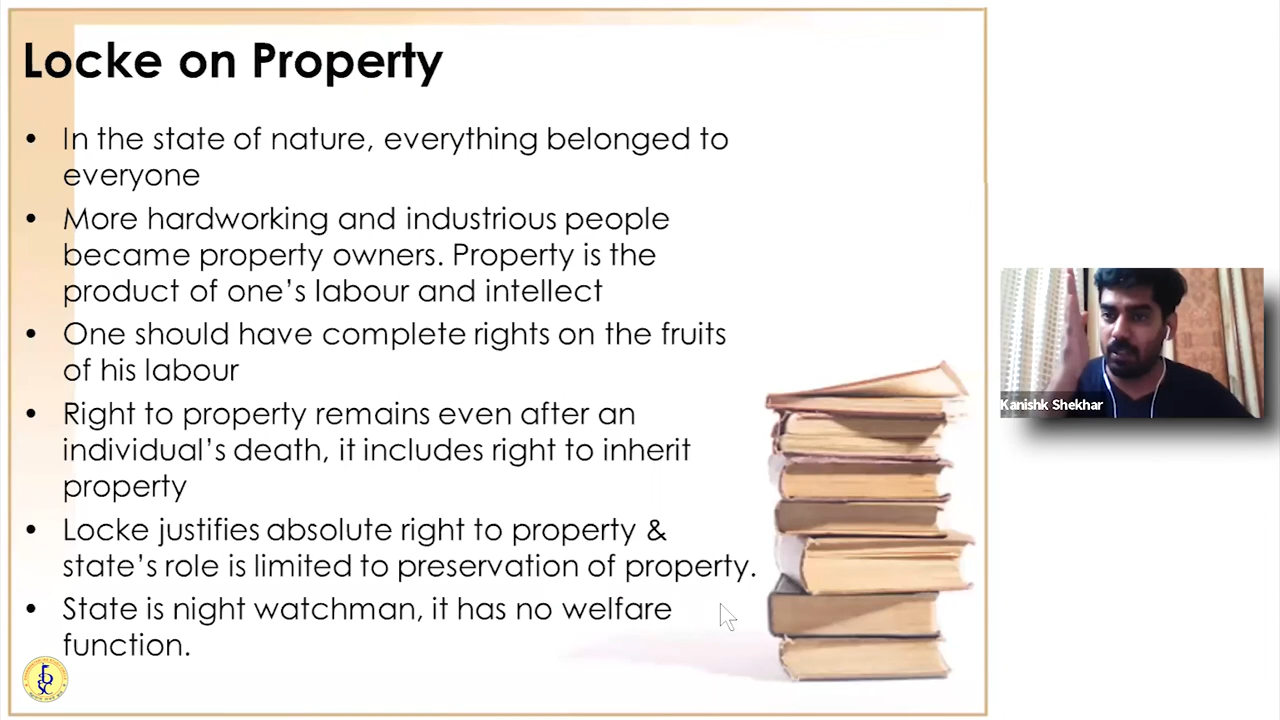 Locke on Property
• In the state of nature, everything belonged to
everyone
• More hardworking and industrious people
became property owners. Property is the
product of one's labour and intellect
• One should have complete rights on the fruits
of his labour
• Right to property remains even after an
individual's death, it includes right to inherit
property
• Locke justifies absolute right to property &
state's role is limited to preservation of property.
• State is night watchman, it has no welfare
function.
Kanishk Shekhar